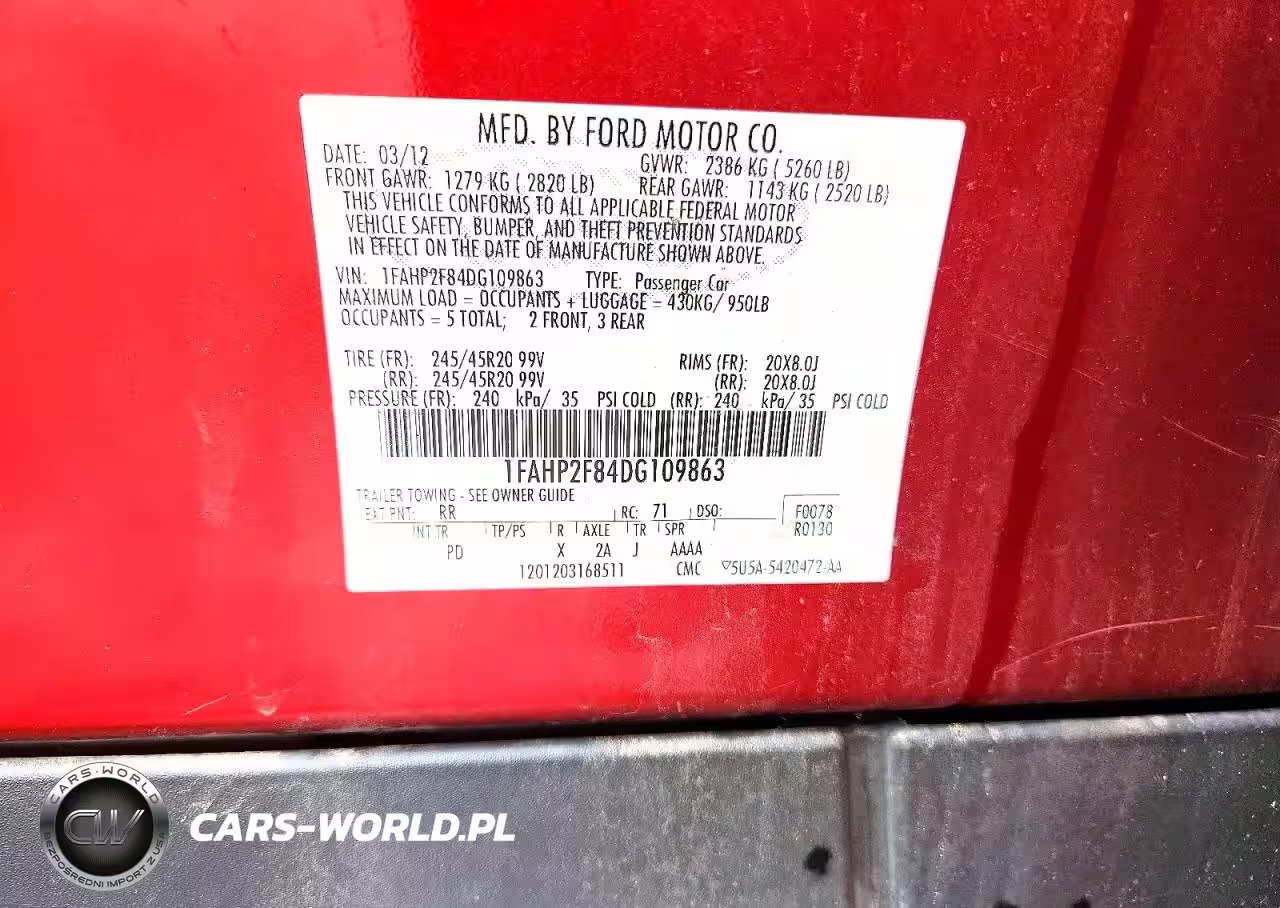 MFD. BY FORD MOTOR CO.
DATE: 03/12 GVWR: 2386 KG ( 5260 LB)
FRONT GAWR: 1279 KG ( 2820 LB) REAR GAWR: 1143 KG ( 2520 LB)
THIS VEHICLE CONFORMS TO ALL APPLICABLE FEDERAL MOTOR
VEHICLE SAFETY, BUMPER, AND THEFT PREVENTION STANDARDS
IN EFFECT ON THE DATE OF MANUFACTURE SHOWN ABOVE.
VIN: 1FAHP2F84DG109863 TYPE: Passenger Car
MAXIMUM LOAD = OCCUPANTS + LUGGAGE = 430KG/ 950LB
OCCUPANTS = 5 TOTAL; 2 FRONT, 3 REAR
TIRE (FR): 245/45R20 99V RIMS (FR): 20X8.0J
(RR): 245/45R20 99V (RR): 20X8.0J
PRESSURE (FR): 240 kPa/ 35 PSI COLD (RR): 240 kPa/ 35 PSI COLD
1FAHP2F84DG109863
TRAILER TOWING - SEE OWNER GUIDE
EXT PNT: RR RC: 71 DSO: F0078
INT TR TP/PS R AXLE TR SPR R0130
PD X 2A J AAAA
1201203168511 CMC ▽5U5A-5420472-AA
CARS-WORLD
CW
BEZPOŚREDNI IMPORT Z USA
CARS-WORLD.PL